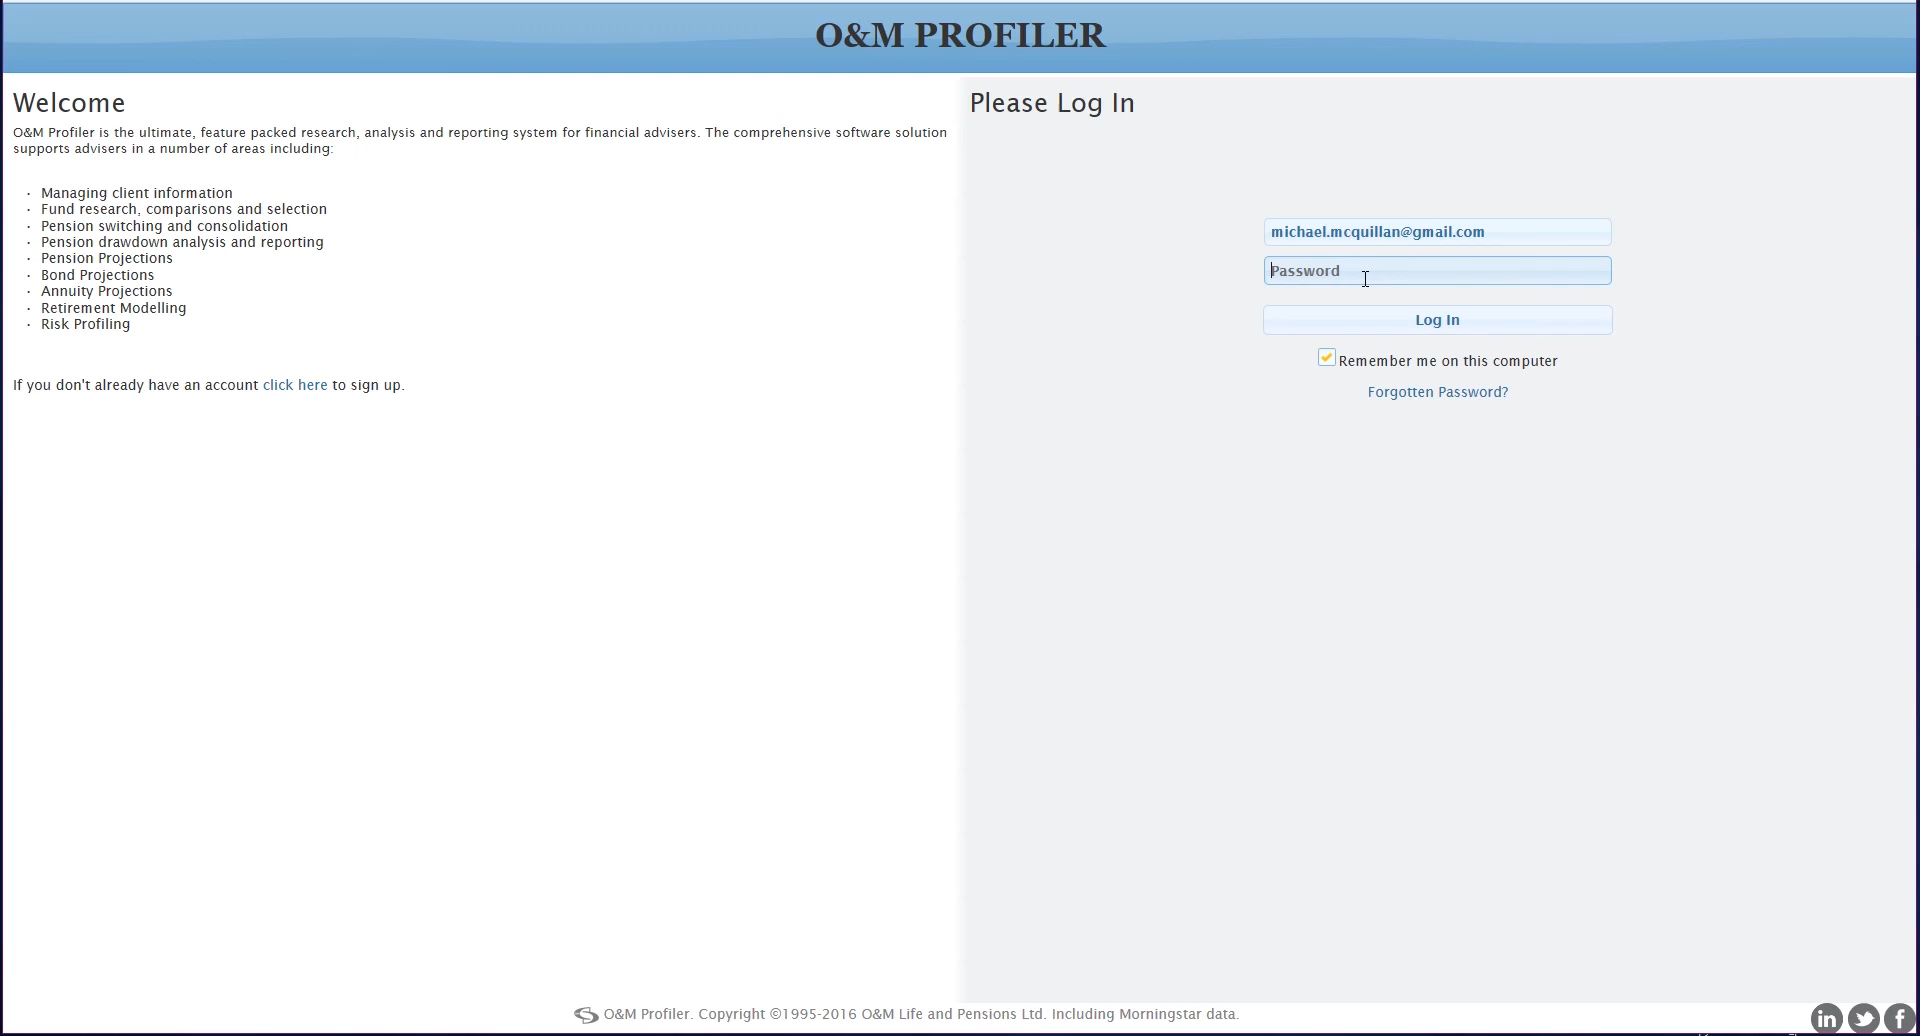 O&M PROFILER
Welcome
O&M Profiler is the ultimate, feature packed research, analysis and reporting system for financial advisers. The comprehensive software solution
supports advisers in a number of areas including:
· Managing client information
· Fund research, comparisons and selection
· Pension switching and consolidation
· Pension drawdown analysis and reporting
· Pension Projections
· Bond Projections
· Annuity Projections
· Retirement Modelling
· Risk Profiling
If you don't already have an account click here to sign up.
Please Log In
michael.mcquillan@gmail.com
Password
Log In
Remember me on this computer
Forgotten Password?
O&M Profiler. Copyright ©1995-2016 O&M Life and Pensions Ltd. Including Morningstar data.
in
f